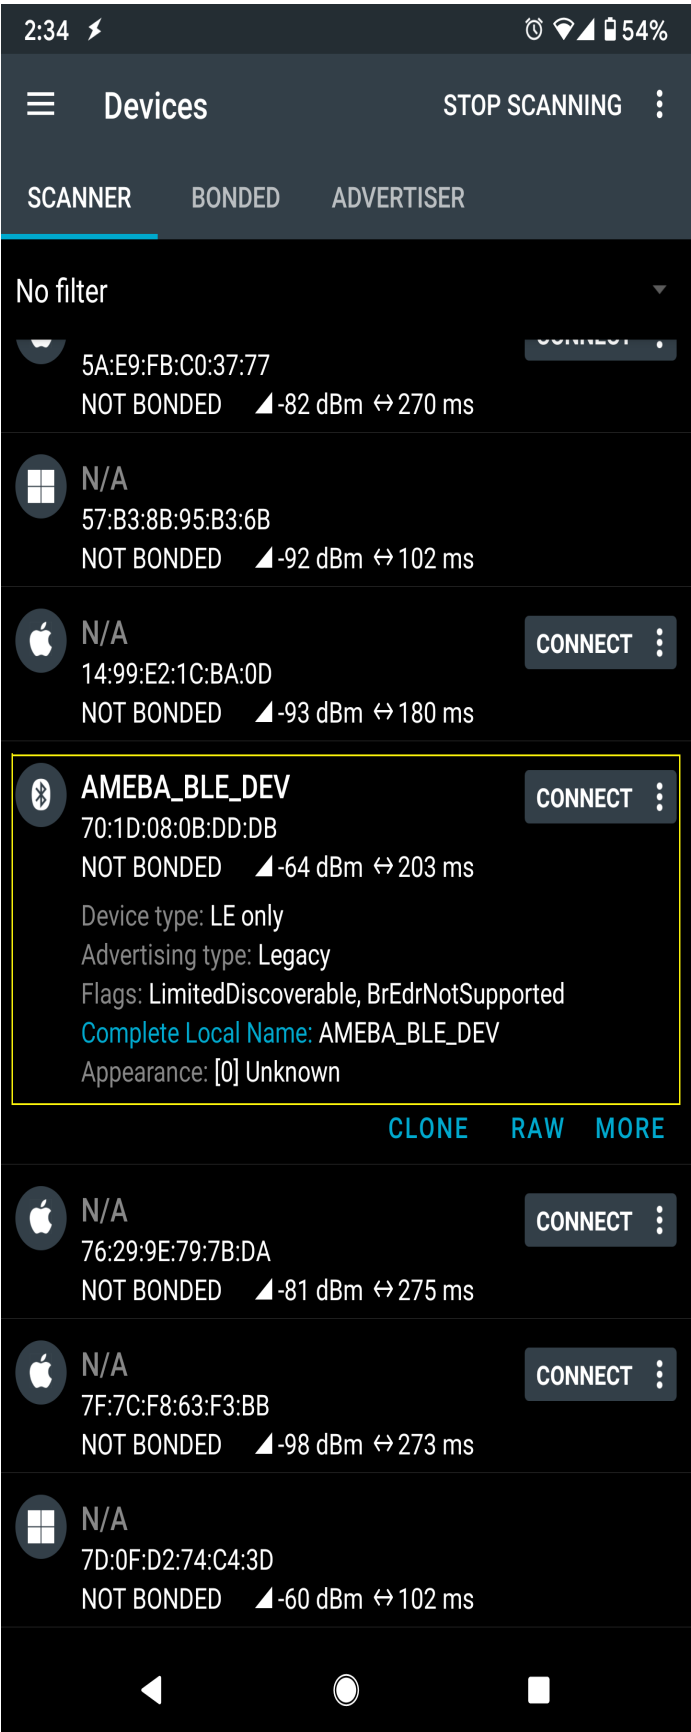 2:34 54%
Devices STOP SCANNING
SCANNER BONDED ADVERTISER
No filter
CONNECT
5A:E9:FB:C0:37:77
NOT BONDED -82 dBm ↔270 ms
N/A
57:B3:8B:95:B3:6B
NOT BONDED -92 dBm ↔102 ms
N/A
CONNECT
14:99:E2:1C:BA:0D
NOT BONDED -93 dBm ↔180 ms
AMEBA_BLE_DEV
CONNECT
70:1D:08:0B:DD:DB
NOT BONDED -64 dBm ↔203 ms
Device type: LE only
Advertising type: Legacy
Flags: LimitedDiscoverable, BrEdrNotSupported
Complete Local Name: AMEBA_BLE_DEV
Appearance: [0] Unknown
CLONE RAW MORE
N/A
CONNECT
76:29:9E:79:7B:DA
NOT BONDED -81 dBm ↔275 ms
N/A
CONNECT
7F:7C:F8:63:F3:BB
NOT BONDED -98 dBm ↔273 ms
N/A
7D:0F:D2:74:C4:3D
NOT BONDED -60 dBm ↔102 ms